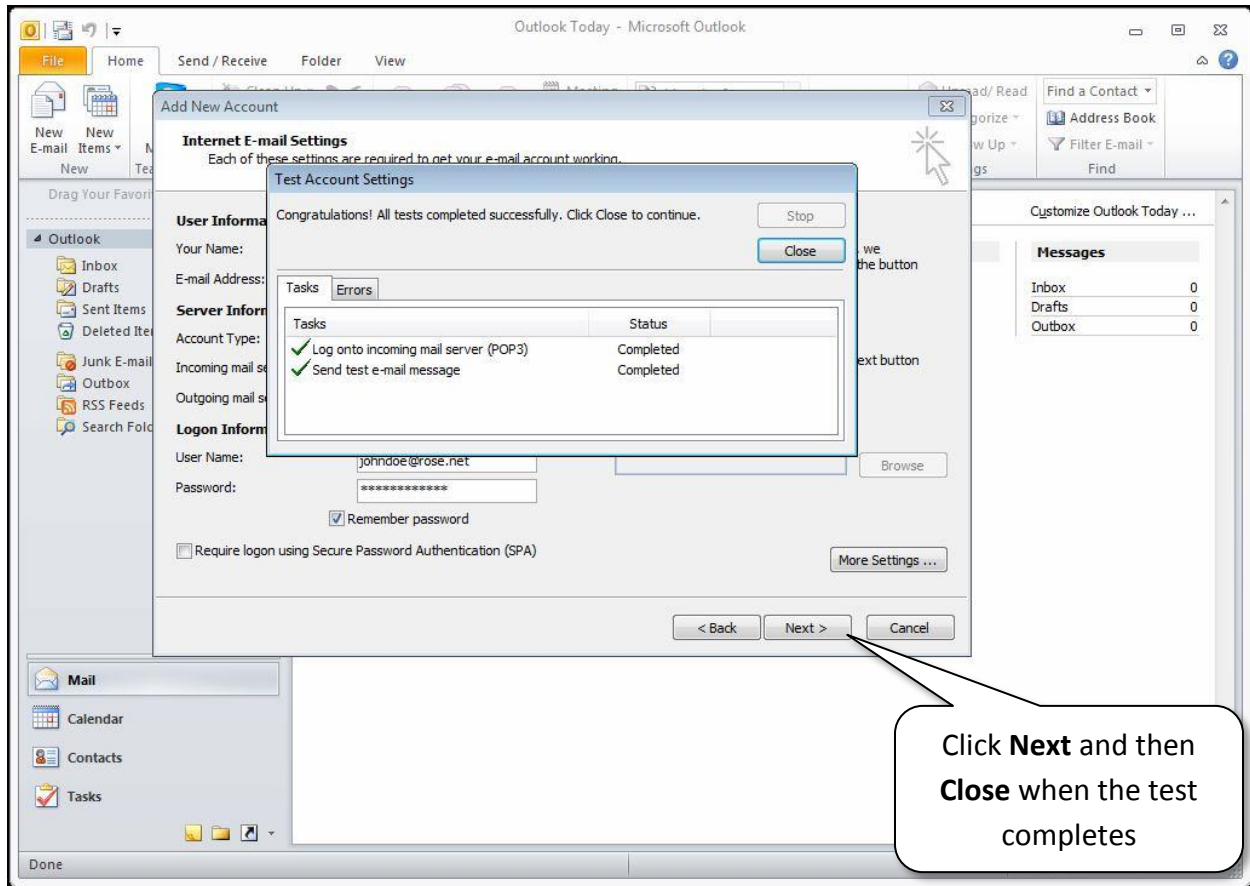 Outlook Today - Microsoft Outlook
File Home Send / Receive Folder View
New E-mail
New Items
New
Find a Contact
Address Book
Filter E-mail
Find
Add New Account
Internet E-mail Settings
Each of these settings are required to get your e-mail account working.
Test Account Settings
Congratulations! All tests completed successfully. Click Close to continue.
Stop
Close
Tasks Errors
Tasks Status
Log onto incoming mail server (POP3) Completed
Send test e-mail message Completed
User Informa
Your Name:
E-mail Address:
Server Inform
Account Type:
Incoming mail se
Outgoing mail se
Logon Inform
User Name: johndoe@rose.net
Password: ************
Remember password
Require logon using Secure Password Authentication (SPA)
we
the button
ext button
Browse
More Settings ...
< Back Next > Cancel
Drag Your Favori
Outlook
Inbox
Drafts
Sent Items
Deleted Ite
Junk E-mail
Outbox
RSS Feeds
Search Fold
Mail
Calendar
Contacts
Tasks
Customize Outlook Today ...
Messages
Inbox 0
Drafts 0
Outbox 0
Click Next and then
Close when the test
completes
Done